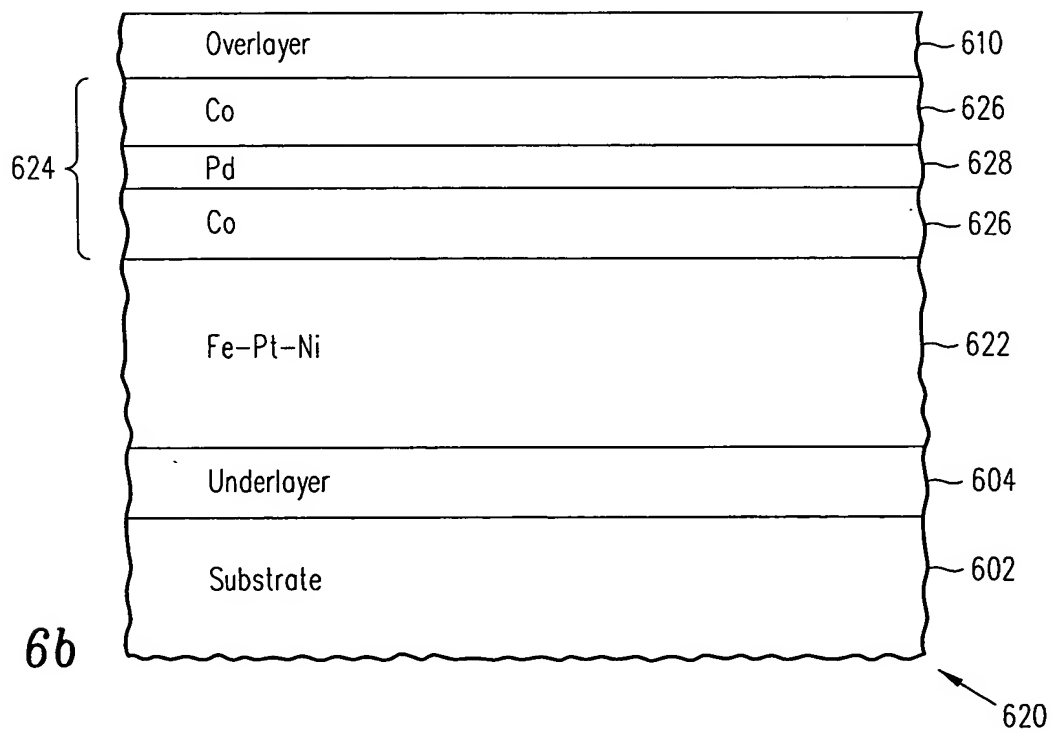 Overlayer 610
Co 626
624 Pd 628
Co 626
Fe-Pt-Ni 622
Underlayer 604
Substrate 602
6b
620